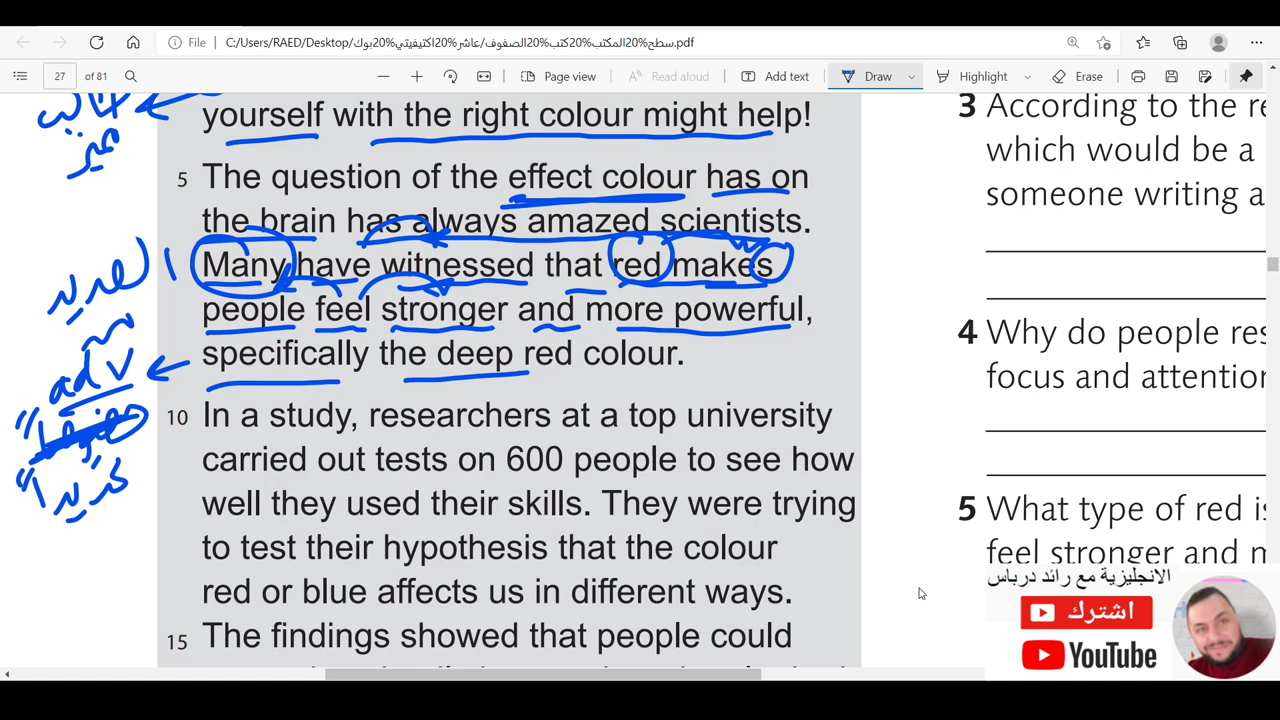 File
C:/Users/RAED/Desktop/سطح%20المكتب%20كتب%20الصفوف/عاشر%20اكتيفيتي%20بوك.pdf
27 of 81
Page view
Read aloud
Add text
Draw
Highlight
Erase
yourself with the right colour might help!
5 The question of the effect colour has on
the brain has always amazed scientists.
Many have witnessed that red makes
people feel stronger and more powerful,
specifically the deep red colour.
10 In a study, researchers at a top university
carried out tests on 600 people to see how
well they used their skills. They were trying
to test their hypothesis that the colour
red or blue affects us in different ways.
15 The findings showed that people could
العديد
adv
3 According to the re
which would be a
someone writing a
4 Why do people res
focus and attention
5 What type of red is
feel stronger and m
الانجليزية مع رائد درباس
اشترك
YouTube